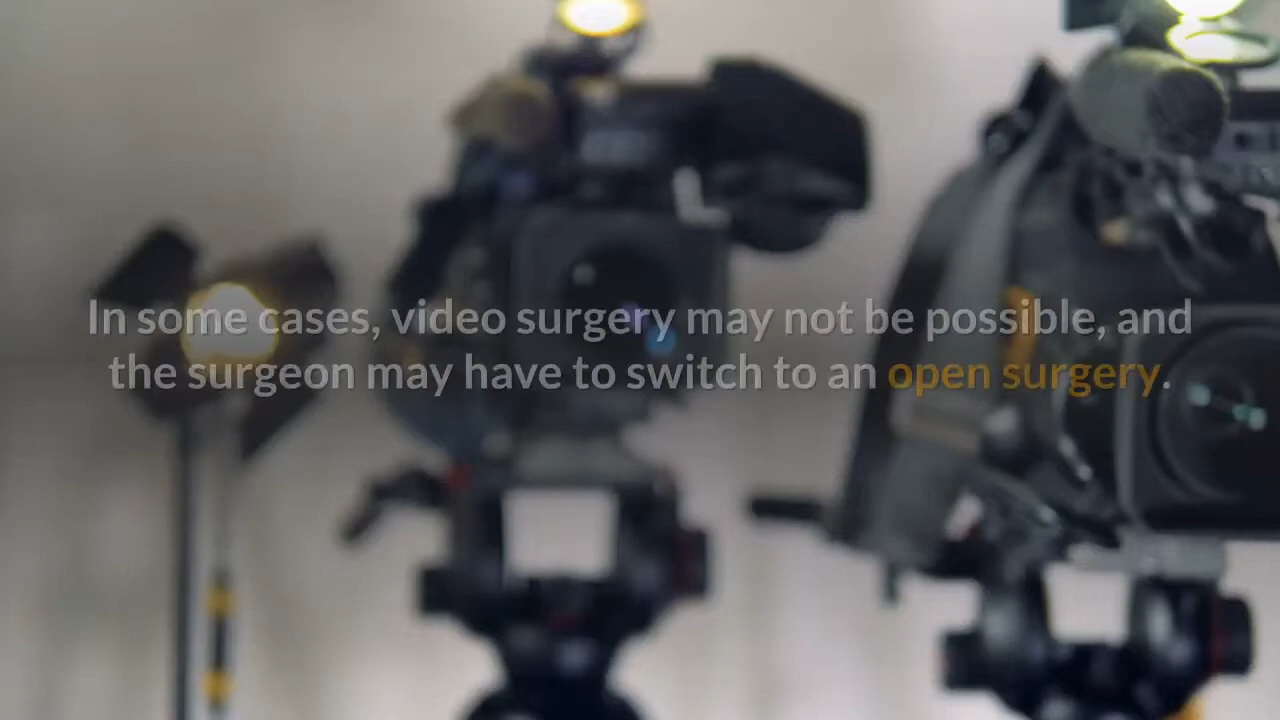 In some cases, video surgery may not be possible, and
the surgeon may have to switch to an open surgery.